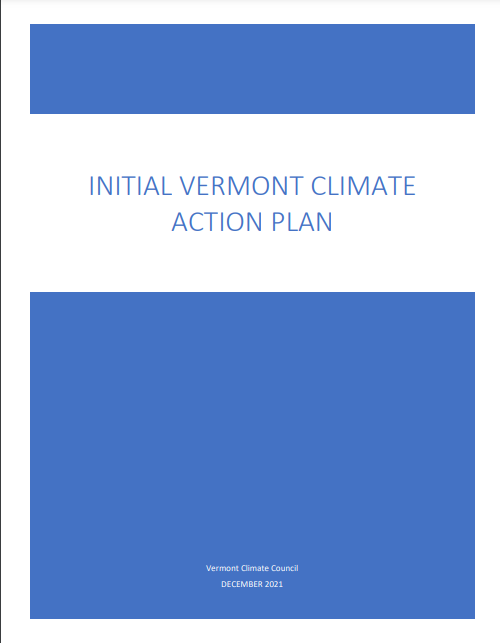 INITIAL VERMONT CLIMATE
ACTION PLAN
Vermont Climate Council
DECEMBER 2021